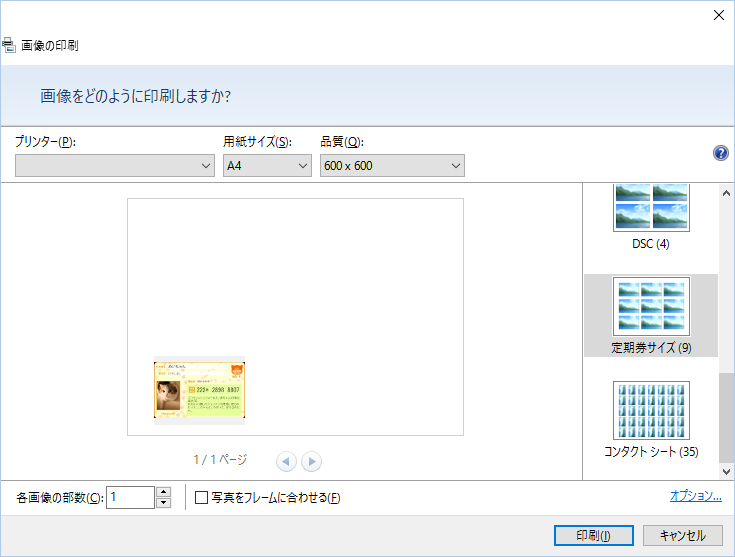 画像の印刷
画像をどのように印刷しますか?
プリンター(P): 用紙サイズ(S): 品質(Q):
A4 600 x 600
DSC (4)
定期券サイズ (9)
コンタクト シート (35)
1 / 1 ページ
各画像の部数(C): 1 写真をフレームに合わせる(F) オプション...
印刷(I) キャンセル